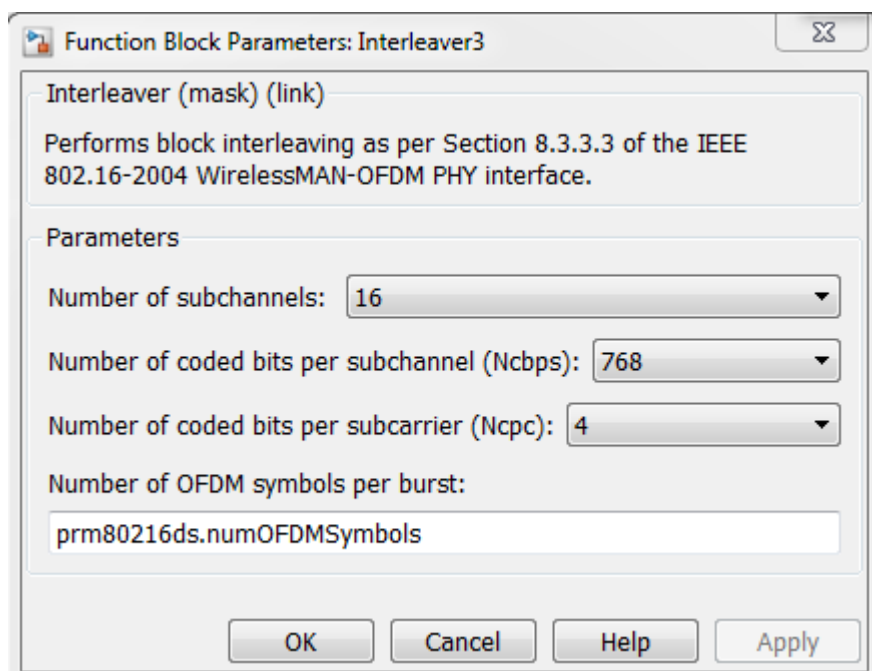 Function Block Parameters: Interleaver3
Interleaver (mask) (link)
Performs block interleaving as per Section 8.3.3.3 of the IEEE
802.16-2004 WirelessMAN-OFDM PHY interface.
Parameters
Number of subchannels: 16
Number of coded bits per subchannel (Ncbps): 768
Number of coded bits per subcarrier (Ncpc): 4
Number of OFDM symbols per burst:
prm80216ds.numOFDMSymbols
OK Cancel Help Apply